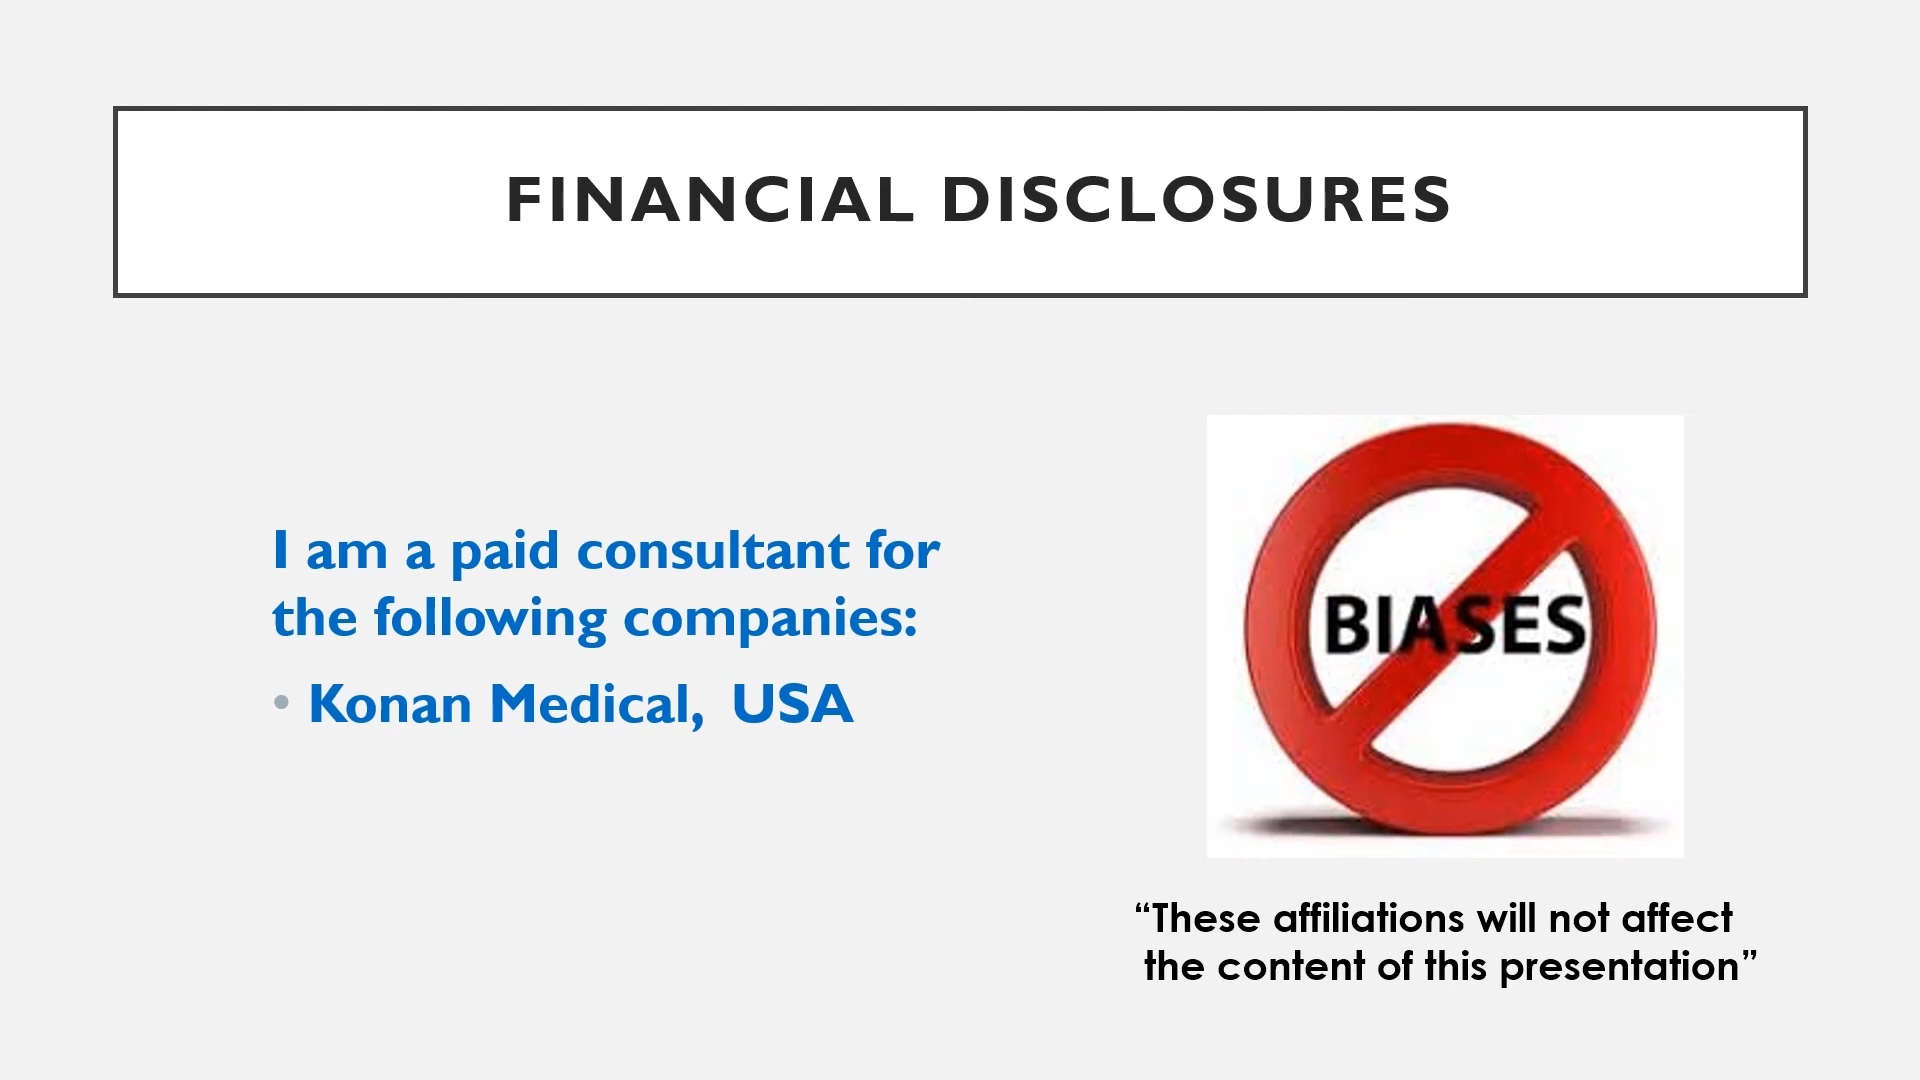 FINANCIAL DISCLOSURES
I am a paid consultant for
the following companies:
• Konan Medical, USA
BIASES
“These affiliations will not affect
the content of this presentation”